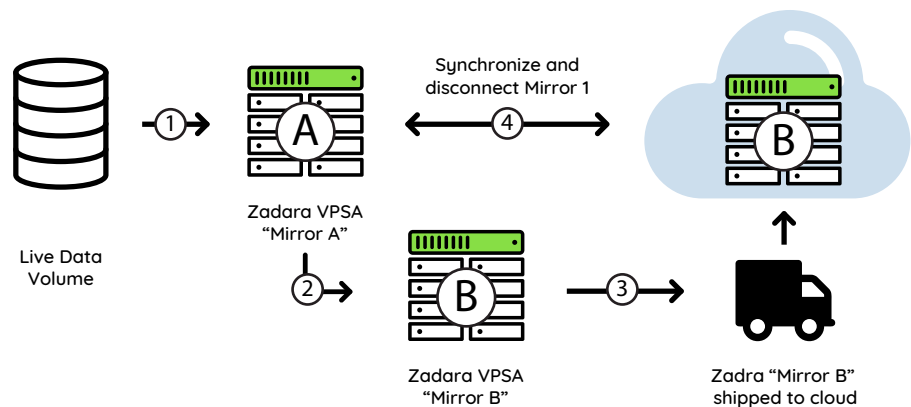 Synchronize and
disconnect Mirror 1
1
A
4
B
Zadara VPSA
“Mirror A”
Live Data
Volume
2
B
3
Zadara VPSA
“Mirror B”
Zadra “Mirror B”
shipped to cloud